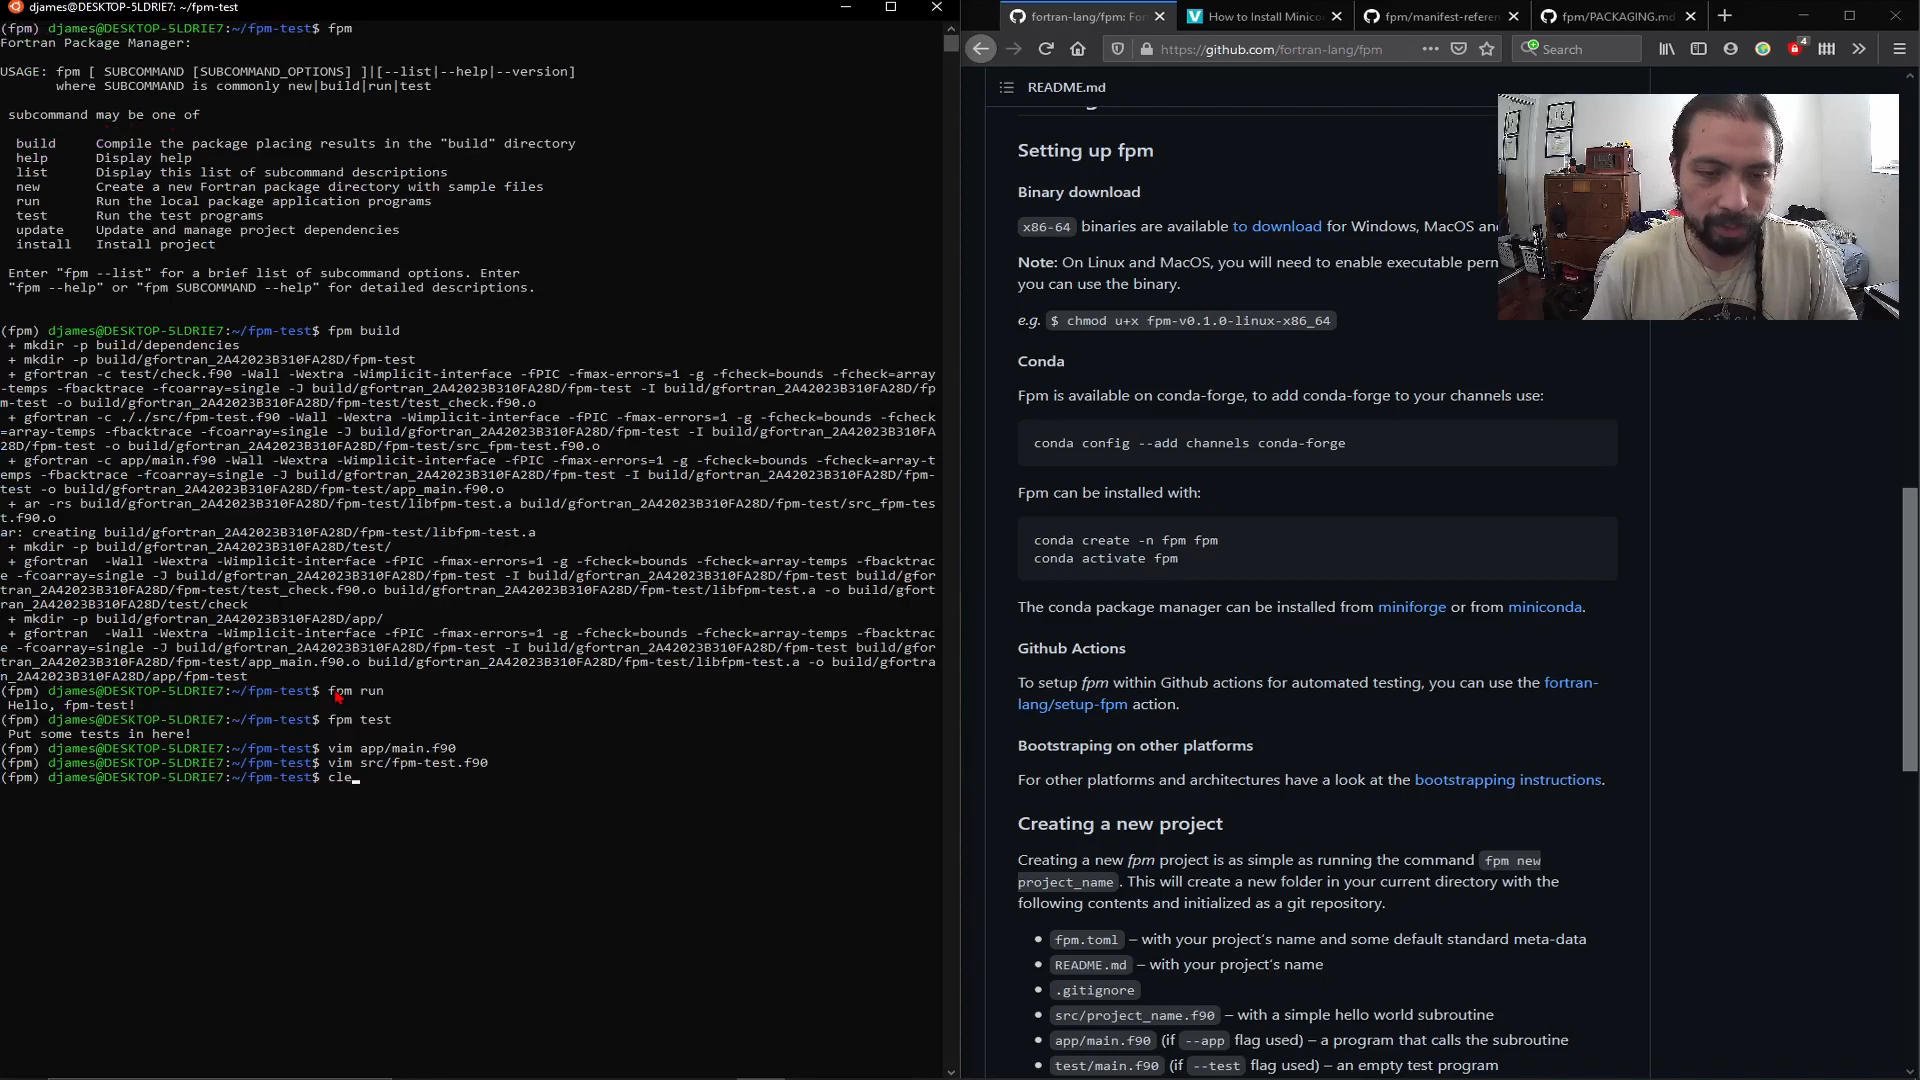 djames@DESKTOP-5LDRIE7: ~/fpm-test
(fpm) djames@DESKTOP-5LDRIE7:~/fpm-test$ fpm
Fortran Package Manager:
USAGE: fpm [ SUBCOMMAND [SUBCOMMAND_OPTIONS] ]|[--list|--help|--version]
where SUBCOMMAND is commonly new|build|run|test
subcommand may be one of
build Compile the package placing results in the "build" directory
help Display help
list Display this list of subcommand descriptions
new Create a new Fortran package directory with sample files
run Run the local package application programs
test Run the test programs
update Update and manage project dependencies
install Install project
Enter "fpm --list" for a brief list of subcommand options. Enter
"fpm --help" or "fpm SUBCOMMAND --help" for detailed descriptions.
(fpm) djames@DESKTOP-5LDRIE7:~/fpm-test$ fpm build
+ mkdir -p build/dependencies
+ mkdir -p build/gfortran_2A42023B310FA28D/fpm-test
+ gfortran -c test/check.f90 -Wall -Wextra -Wimplicit-interface -fPIC -fmax-errors=1 -g -fcheck=bounds -fcheck=array
-temps -fbacktrace -fcoarray=single -J build/gfortran_2A42023B310FA28D/fpm-test -I build/gfortran_2A42023B310FA28D/fp
m-test -o build/gfortran_2A42023B310FA28D/fpm-test/test_check.f90.o
+ gfortran -c ././src/fpm-test.f90 -Wall -Wextra -Wimplicit-interface -fPIC -fmax-errors=1 -g -fcheck=bounds -fcheck
=array-temps -fbacktrace -fcoarray=single -J build/gfortran_2A42023B310FA28D/fpm-test -I build/gfortran_2A42023B310FA
28D/fpm-test -o build/gfortran_2A42023B310FA28D/fpm-test/src_fpm-test.f90.o
+ gfortran -c app/main.f90 -Wall -Wextra -Wimplicit-interface -fPIC -fmax-errors=1 -g -fcheck=bounds -fcheck=array-t
emps -fbacktrace -fcoarray=single -J build/gfortran_2A42023B310FA28D/fpm-test -I build/gfortran_2A42023B310FA28D/fpm-
test -o build/gfortran_2A42023B310FA28D/fpm-test/app_main.f90.o
+ ar -rs build/gfortran_2A42023B310FA28D/fpm-test/libfpm-test.a build/gfortran_2A42023B310FA28D/fpm-test/src_fpm-tes
t.f90.o
ar: creating build/gfortran_2A42023B310FA28D/fpm-test/libfpm-test.a
+ mkdir -p build/gfortran_2A42023B310FA28D/test/
+ gfortran -Wall -Wextra -Wimplicit-interface -fPIC -fmax-errors=1 -g -fcheck=bounds -fcheck=array-temps -fbacktrac
e -fcoarray=single -J build/gfortran_2A42023B310FA28D/fpm-test -I build/gfortran_2A42023B310FA28D/fpm-test build/gfor
tran_2A42023B310FA28D/fpm-test/test_check.f90.o build/gfortran_2A42023B310FA28D/fpm-test/libfpm-test.a -o build/gfort
ran_2A42023B310FA28D/test/check
+ mkdir -p build/gfortran_2A42023B310FA28D/app/
+ gfortran -Wall -Wextra -Wimplicit-interface -fPIC -fmax-errors=1 -g -fcheck=bounds -fcheck=array-temps -fbacktrac
e -fcoarray=single -J build/gfortran_2A42023B310FA28D/fpm-test -I build/gfortran_2A42023B310FA28D/fpm-test build/gfor
tran_2A42023B310FA28D/fpm-test/app_main.f90.o build/gfortran_2A42023B310FA28D/fpm-test/libfpm-test.a -o build/gfortra
n_2A42023B310FA28D/app/fpm-test
(fpm) djames@DESKTOP-5LDRIE7:~/fpm-test$ fpm run
Hello, fpm-test!
(fpm) djames@DESKTOP-5LDRIE7:~/fpm-test$ fpm test
Put some tests in here!
(fpm) djames@DESKTOP-5LDRIE7:~/fpm-test$ vim app/main.f90
(fpm) djames@DESKTOP-5LDRIE7:~/fpm-test$ vim src/fpm-test.f90
(fpm) djames@DESKTOP-5LDRIE7:~/fpm-test$ cle
fortran-lang/fpm: For
How to Install Minico
fpm/manifest-referen
fpm/PACKAGING.md
https://github.com/fortran-lang/fpm
Search
4
README.md
Setting up fpm
Binary download
x86-64 binaries are available to download for Windows, MacOS and
Note: On Linux and MacOS, you will need to enable executable perm
you can use the binary.
e.g. $ chmod u+x fpm-v0.1.0-linux-x86_64
Conda
Fpm is available on conda-forge, to add conda-forge to your channels use:
conda config --add channels conda-forge
Fpm can be installed with:
conda create -n fpm fpm
conda activate fpm
The conda package manager can be installed from miniforge or from miniconda.
Github Actions
To setup fpm within Github actions for automated testing, you can use the fortran-
lang/setup-fpm action.
Bootstraping on other platforms
For other platforms and architectures have a look at the bootstrapping instructions.
Creating a new project
Creating a new fpm project is as simple as running the command fpm new
project_name. This will create a new folder in your current directory with the
following contents and initialized as a git repository.
• fpm.toml – with your project's name and some default standard meta-data
• README.md – with your project's name
• .gitignore
• src/project_name.f90 – with a simple hello world subroutine
• app/main.f90 (if --app flag used) – a program that calls the subroutine
• test/main.f90 (if --test flag used) – an empty test program